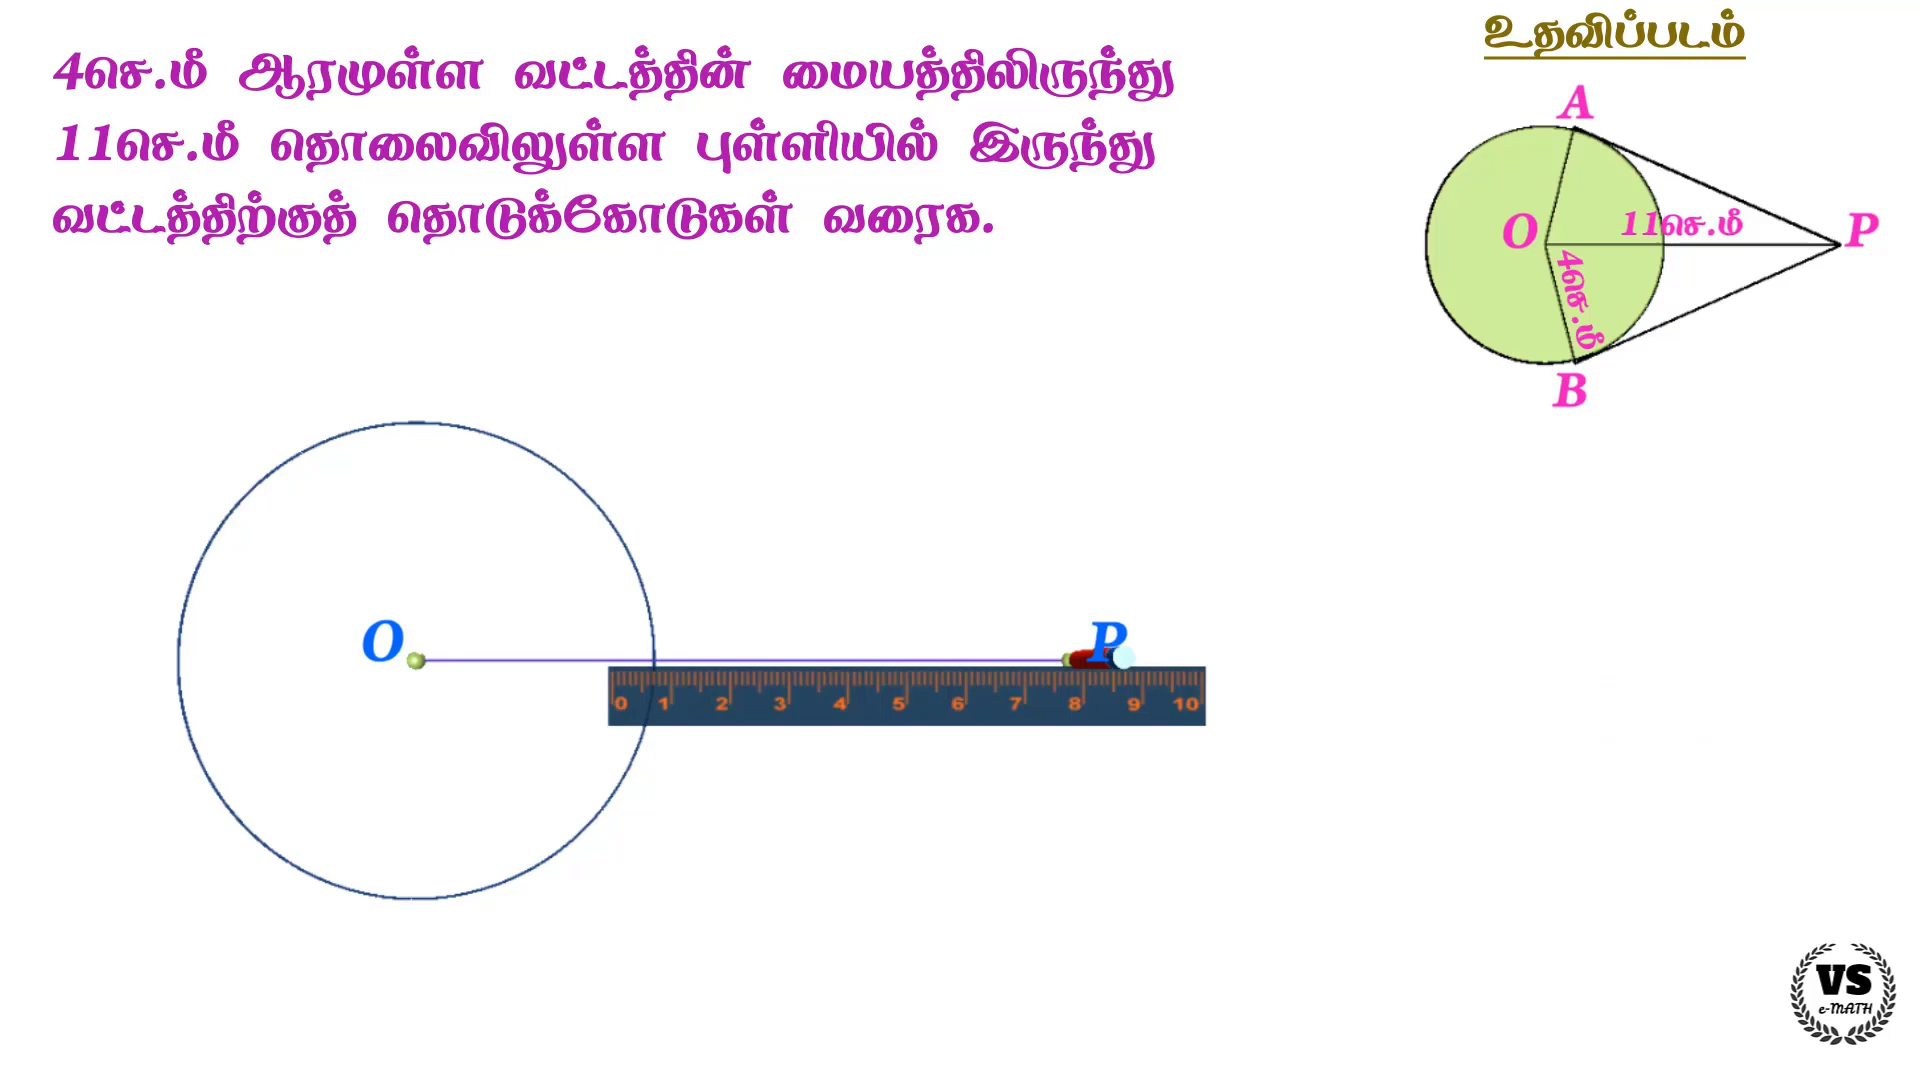 4செ.மீ ஆரமுள்ள வட்டத்தின் மையத்திலிருந்து
11செ.மீ தொலைவிலுள்ள புள்ளியில் இருந்து
வட்டத்திற்குத் தொடுக்கோடுகள் வரைக.
உதவிப்படம்
A
O
11செ.மீ
P
4செ.மீ
B
O
P
0 1 2 3 4 5 6 7 8 9 10
VS
e-MATH